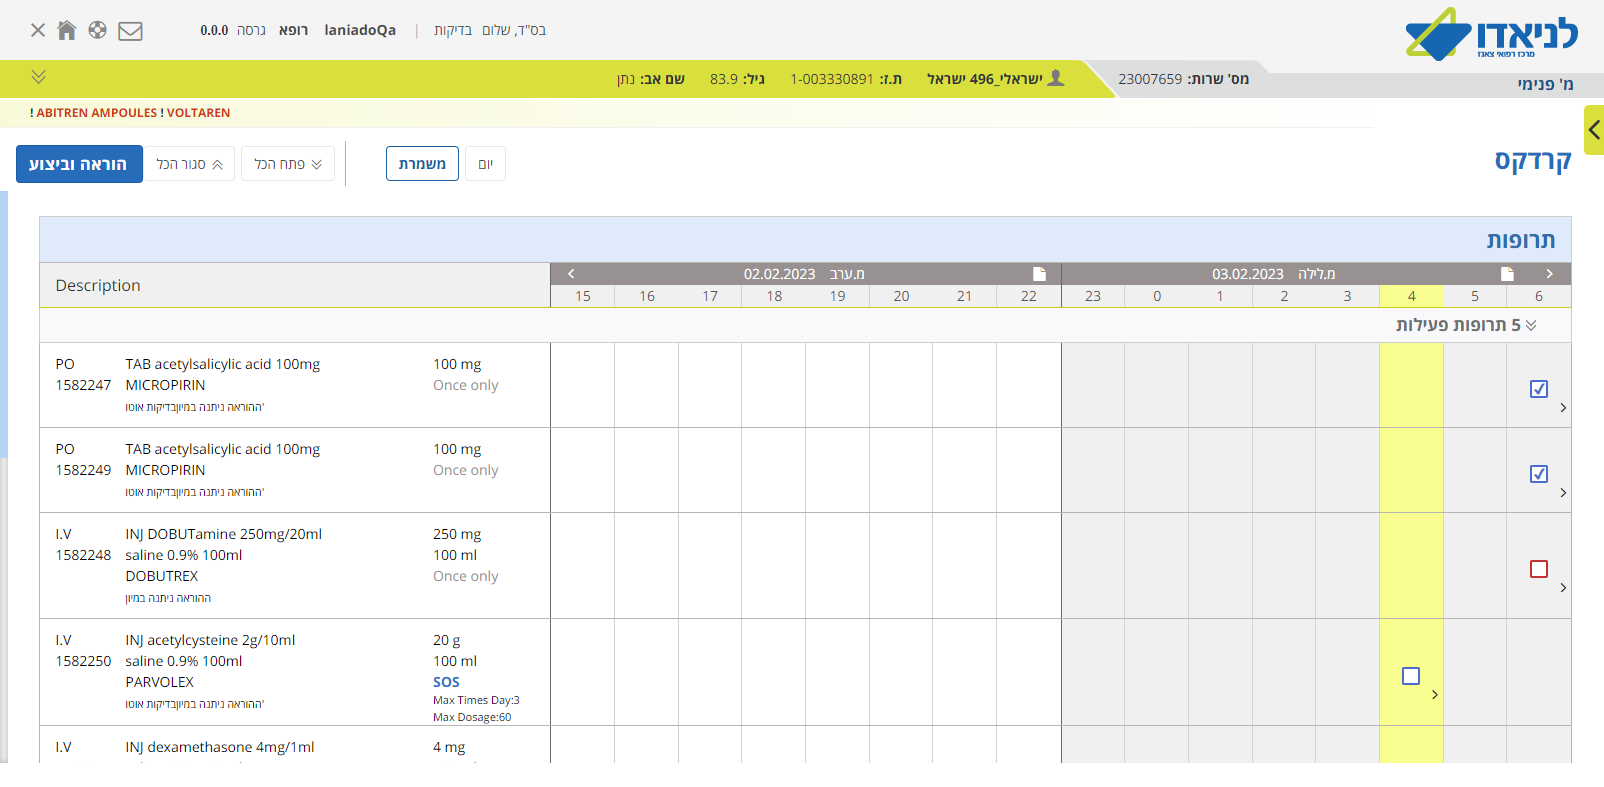 לניאדו
מרכז רפואי צאנז
בס"ד, שלום בדיקות | laniadoQa רופא גרסה 0.0.0
מ' פנימי
מס' שרות: 23007659
ישראלי_496 ישראל ת.ז: 1-003330891 גיל: 83.9 שם אב: נתן
! ABITREN AMPOULES ! VOLTAREN
קרדקס
יום משמרת פתח הכל סגור הכל הוראה וביצוע
תרופות
Description
מ.ערב 02.02.2023
מ.לילה 03.02.2023
15 16 17 18 19 20 21 22 23 0 1 2 3 4 5 6
5 תרופות פעילות
PO TAB acetylsalicylic acid 100mg 100 mg
1582247 MICROPIRIN Once only
ההוראה ניתנה במיוןבדיקות אוטו'
PO TAB acetylsalicylic acid 100mg 100 mg
1582249 MICROPIRIN Once only
ההוראה ניתנה במיוןבדיקות אוטו'
I.V INJ DOBUTamine 250mg/20ml 250 mg
1582248 saline 0.9% 100ml 100 ml
DOBUTREX Once only
ההוראה ניתנה במיון
I.V INJ acetylcysteine 2g/10ml 20 g
1582250 saline 0.9% 100ml 100 ml
PARVOLEX SOS
ההוראה ניתנה במיוןבדיקות אוטו' Max Times Day:3
Max Dosage:60
I.V INJ dexamethasone 4mg/1ml 4 mg